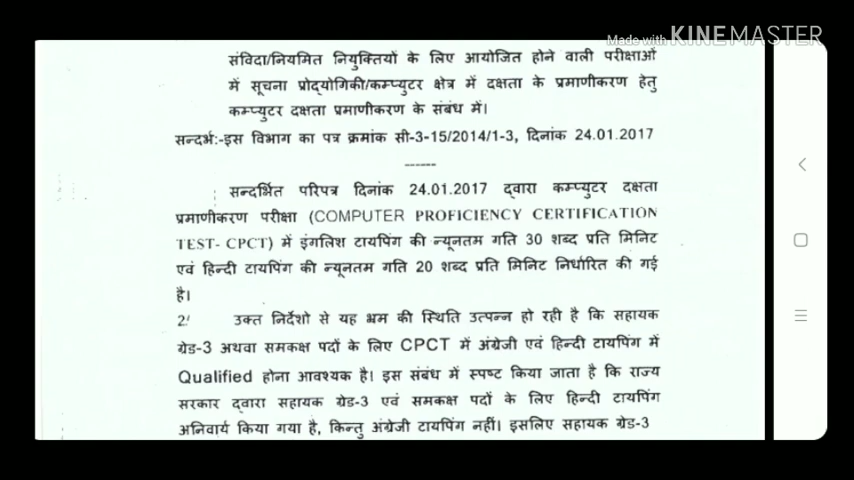 Made with KINEMASTER
संविदा/नियमित नियुक्तियों के लिए आयोजित होने वाली परीक्षाओं
में सूचना प्रोद्योगिकी/कम्प्युटर क्षेत्र में दक्षता के प्रमाणीकरण हेतु
कम्प्युटर दक्षता प्रमाणीकरण के संबंध में।
सन्दर्भ:-इस विभाग का पत्र क्रमांक सी-3-15/2014/1-3, दिनांक 24.01.2017
------
सन्दर्भित परिपत्र दिनांक 24.01.2017 द्वारा कम्प्युटर दक्षता
प्रमाणीकरण परीक्षा (COMPUTER PROFICIENCY CERTIFICATION
TEST- CPCT) में इंगलिश टायपिंग की न्यूनतम गति 30 शब्द प्रति मिनिट
एवं हिन्दी टायपिंग की न्यूनतम गति 20 शब्द प्रति मिनिट निर्धारित की गई
है।
2/ उक्त निर्देशो से यह भ्रम की स्थिति उत्पन्न हो रही है कि सहायक
ग्रेड-3 अथवा समकक्ष पदों के लिए CPCT में अंग्रेजी एवं हिन्दी टायपिंग में
Qualified होना आवश्यक है। इस संबंध में स्पष्ट किया जाता है कि राज्य
सरकार द्वारा सहायक ग्रेड-3 एवं समकक्ष पदों के लिए हिन्दी टायपिंग
अनिवार्य किया गया है, किन्तु अंग्रेजी टायपिंग नहीं। इसलिए सहायक ग्रेड-3